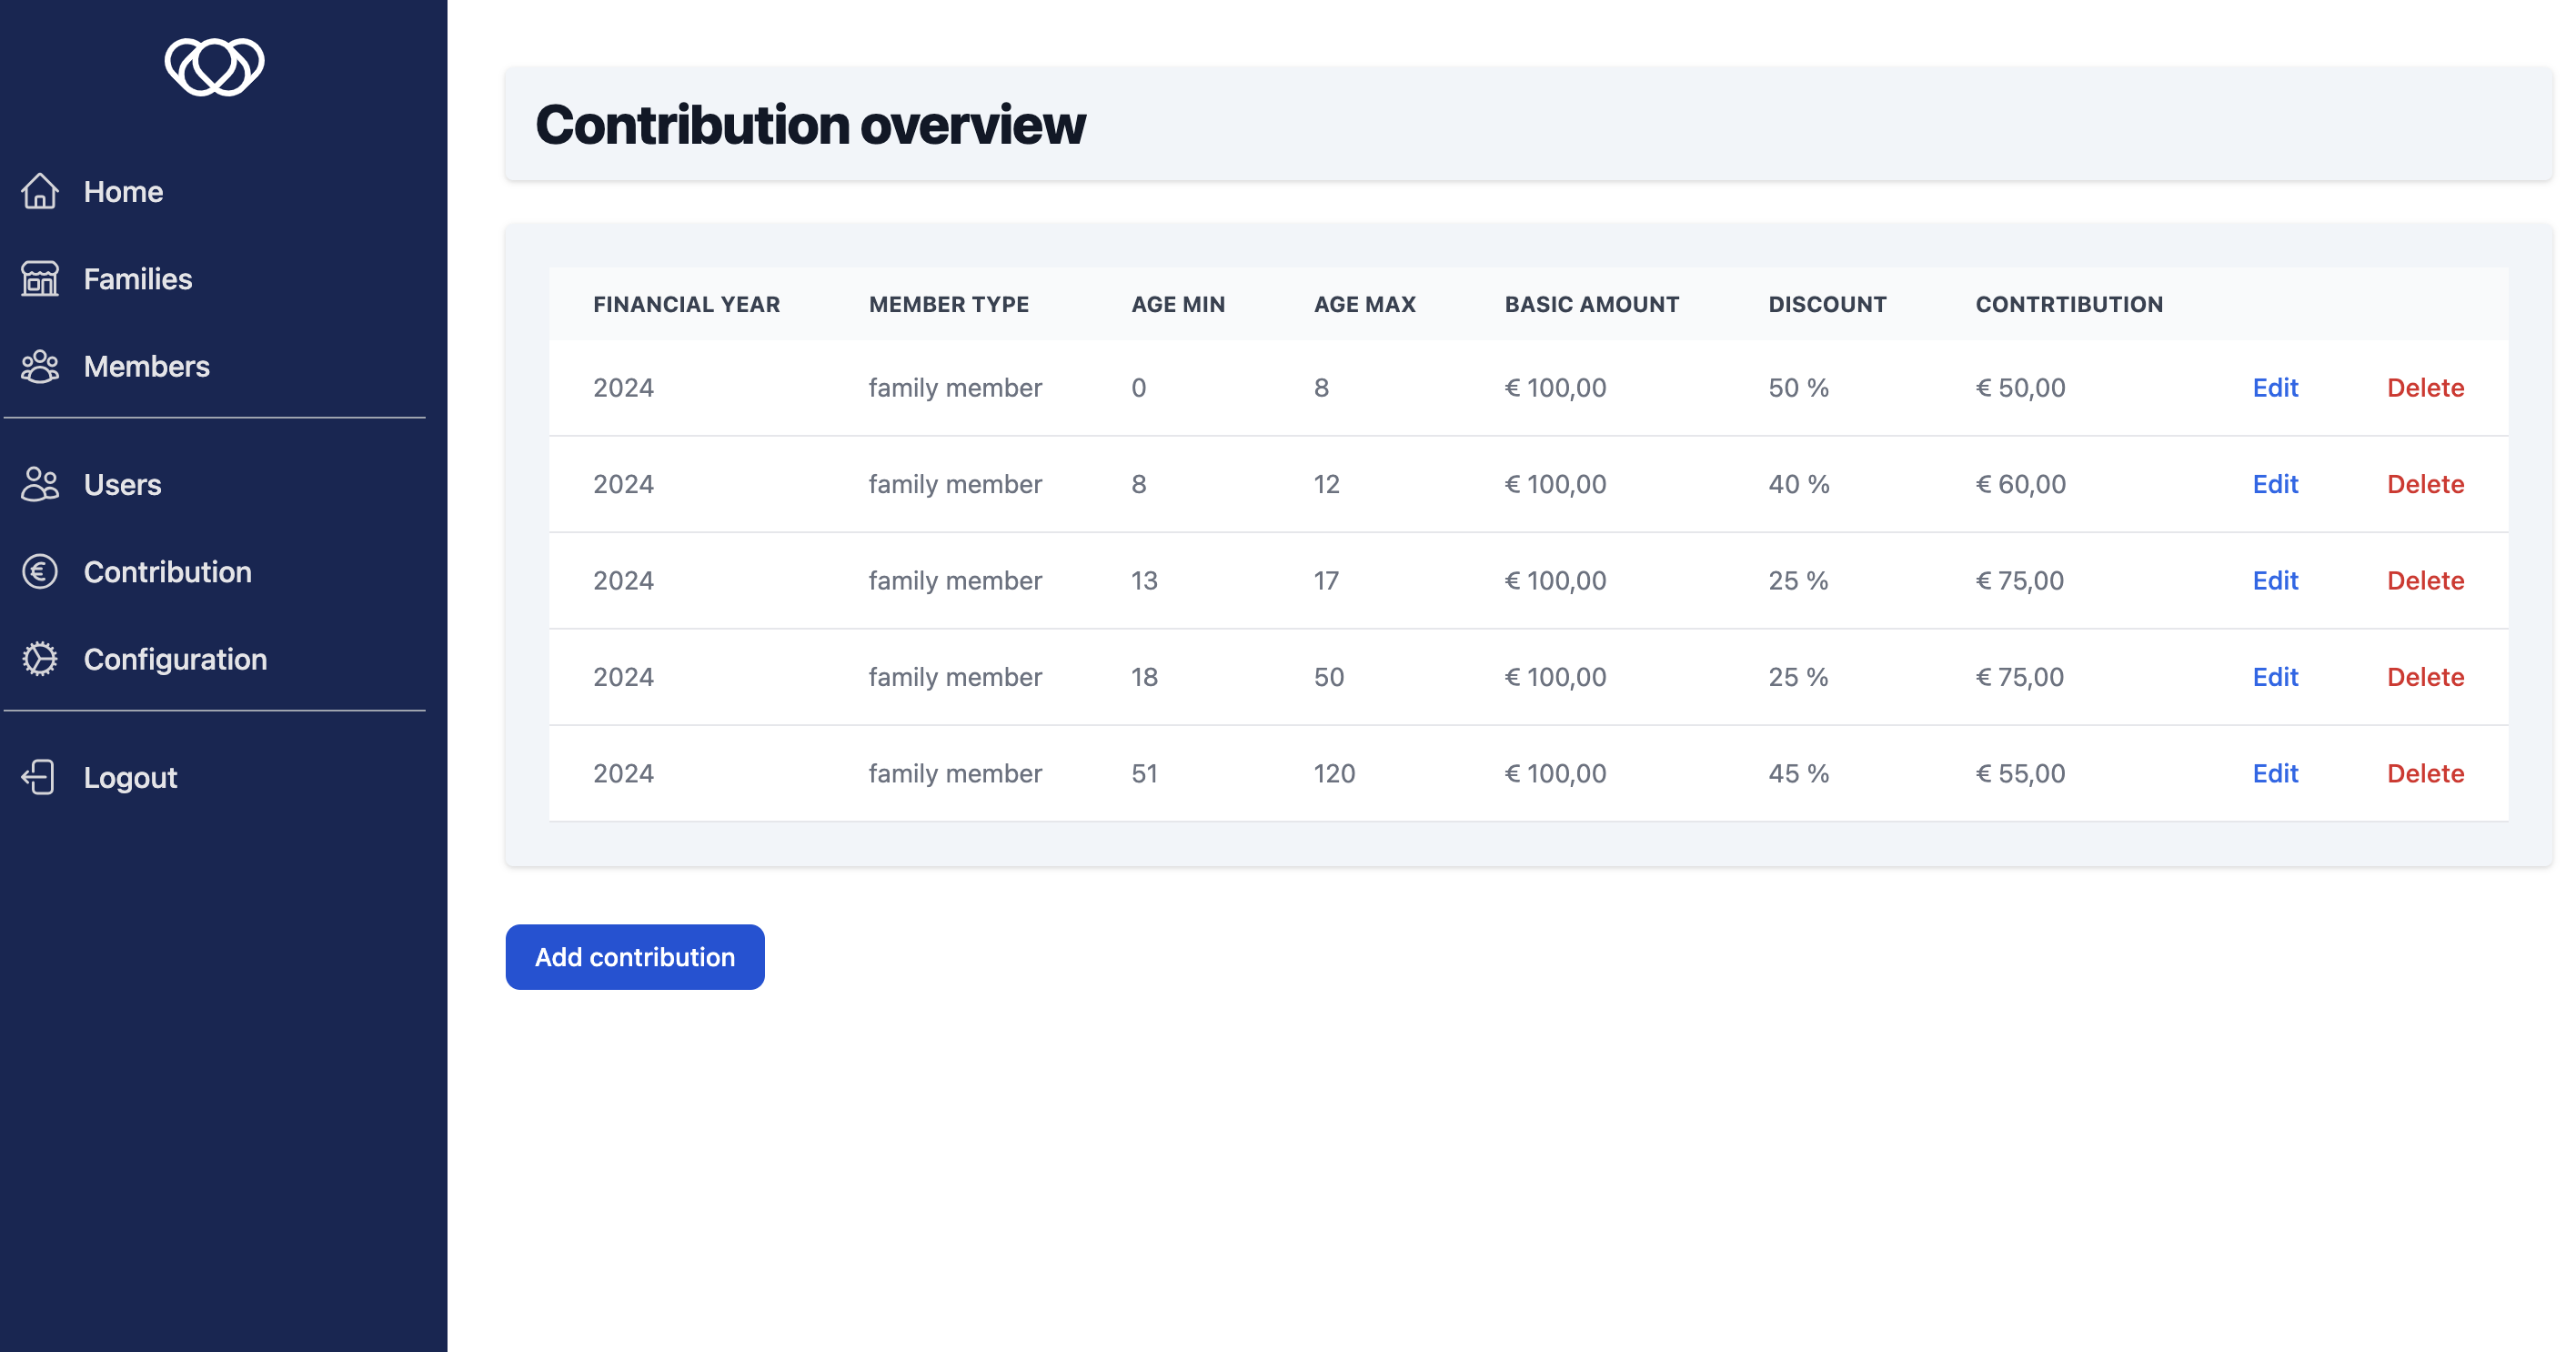 Home
Families
Members
Users
Contribution
Configuration
Logout
Contribution overview
FINANCIAL YEAR MEMBER TYPE AGE MIN AGE MAX BASIC AMOUNT DISCOUNT CONTRTIBUTION
2024 family member 0 8 € 100,00 50 % € 50,00 Edit Delete
2024 family member 8 12 € 100,00 40 % € 60,00 Edit Delete
2024 family member 13 17 € 100,00 25 % € 75,00 Edit Delete
2024 family member 18 50 € 100,00 25 % € 75,00 Edit Delete
2024 family member 51 120 € 100,00 45 % € 55,00 Edit Delete
Add contribution